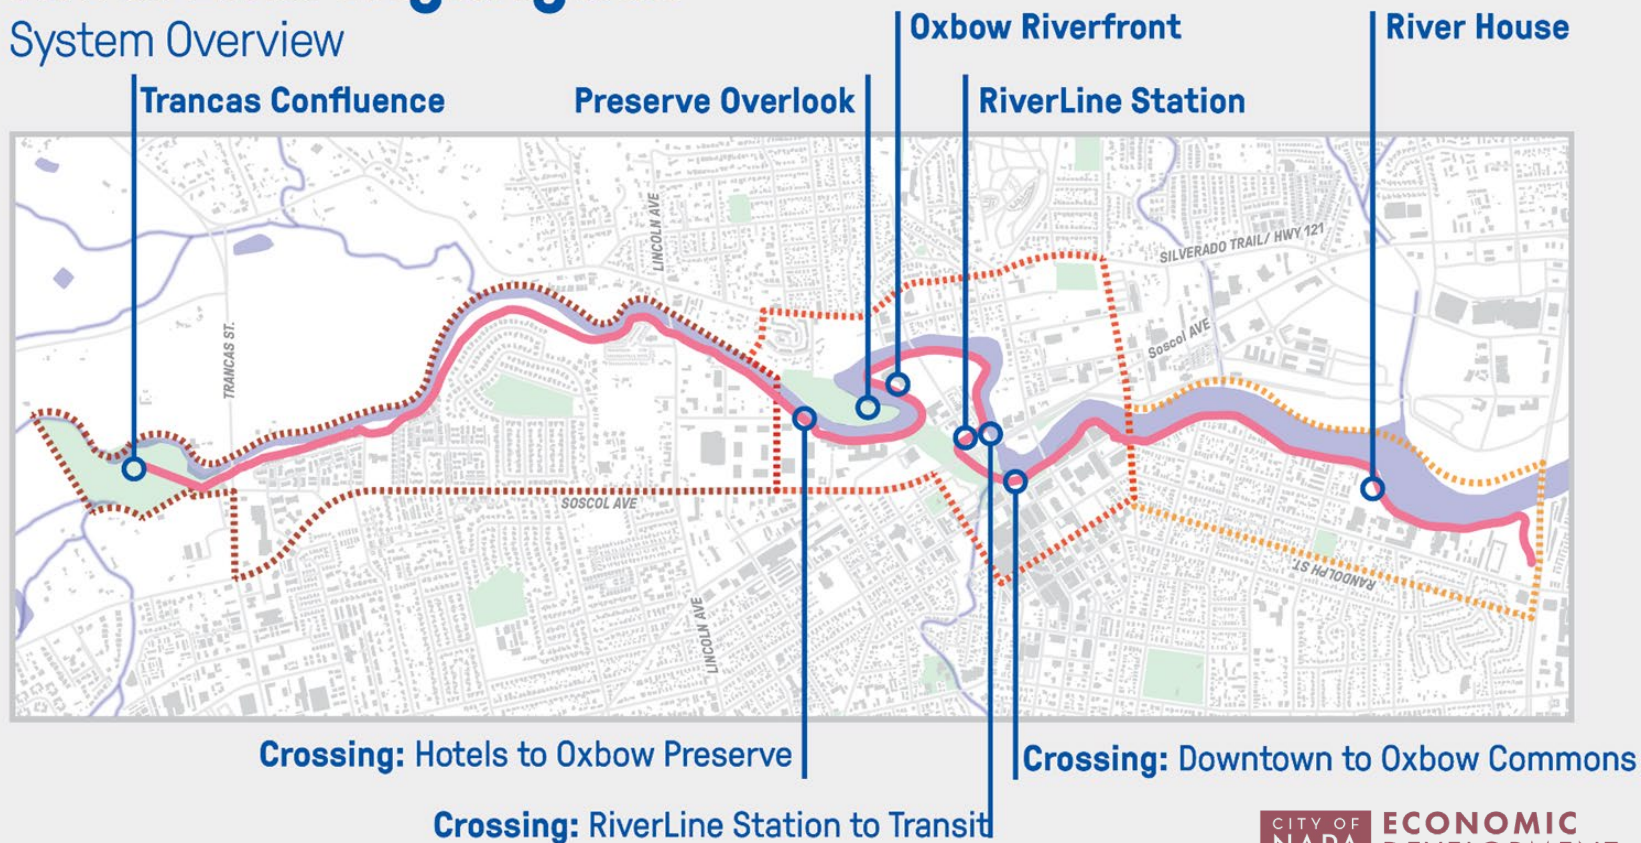 System Overview
Oxbow Riverfront
River House
Trancas Confluence
Preserve Overlook
RiverLine Station
LINCOLN AVE
SILVERADO TRAIL/ HWY 121
TRANCAS ST.
Soscol AVE
SOSCOL AVE
RANDOLPH ST
LINCOLN AVE
Crossing: Hotels to Oxbow Preserve
Crossing: Downtown to Oxbow Commons
Crossing: RiverLine Station to Transit
CITY OF
NAPA
ECONOMIC
DEVELOPMENT